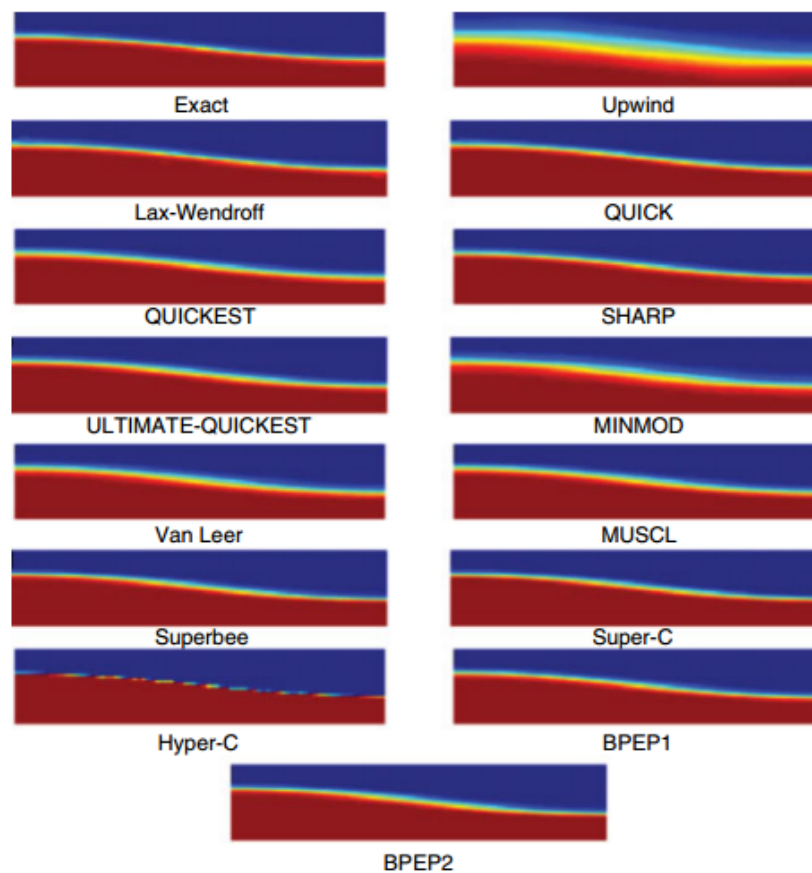 Exact
Upwind
Lax-Wendroff
QUICK
QUICKEST
SHARP
ULTIMATE-QUICKEST
MINMOD
Van Leer
MUSCL
Superbee
Super-C
Hyper-C
BPEP1
BPEP2